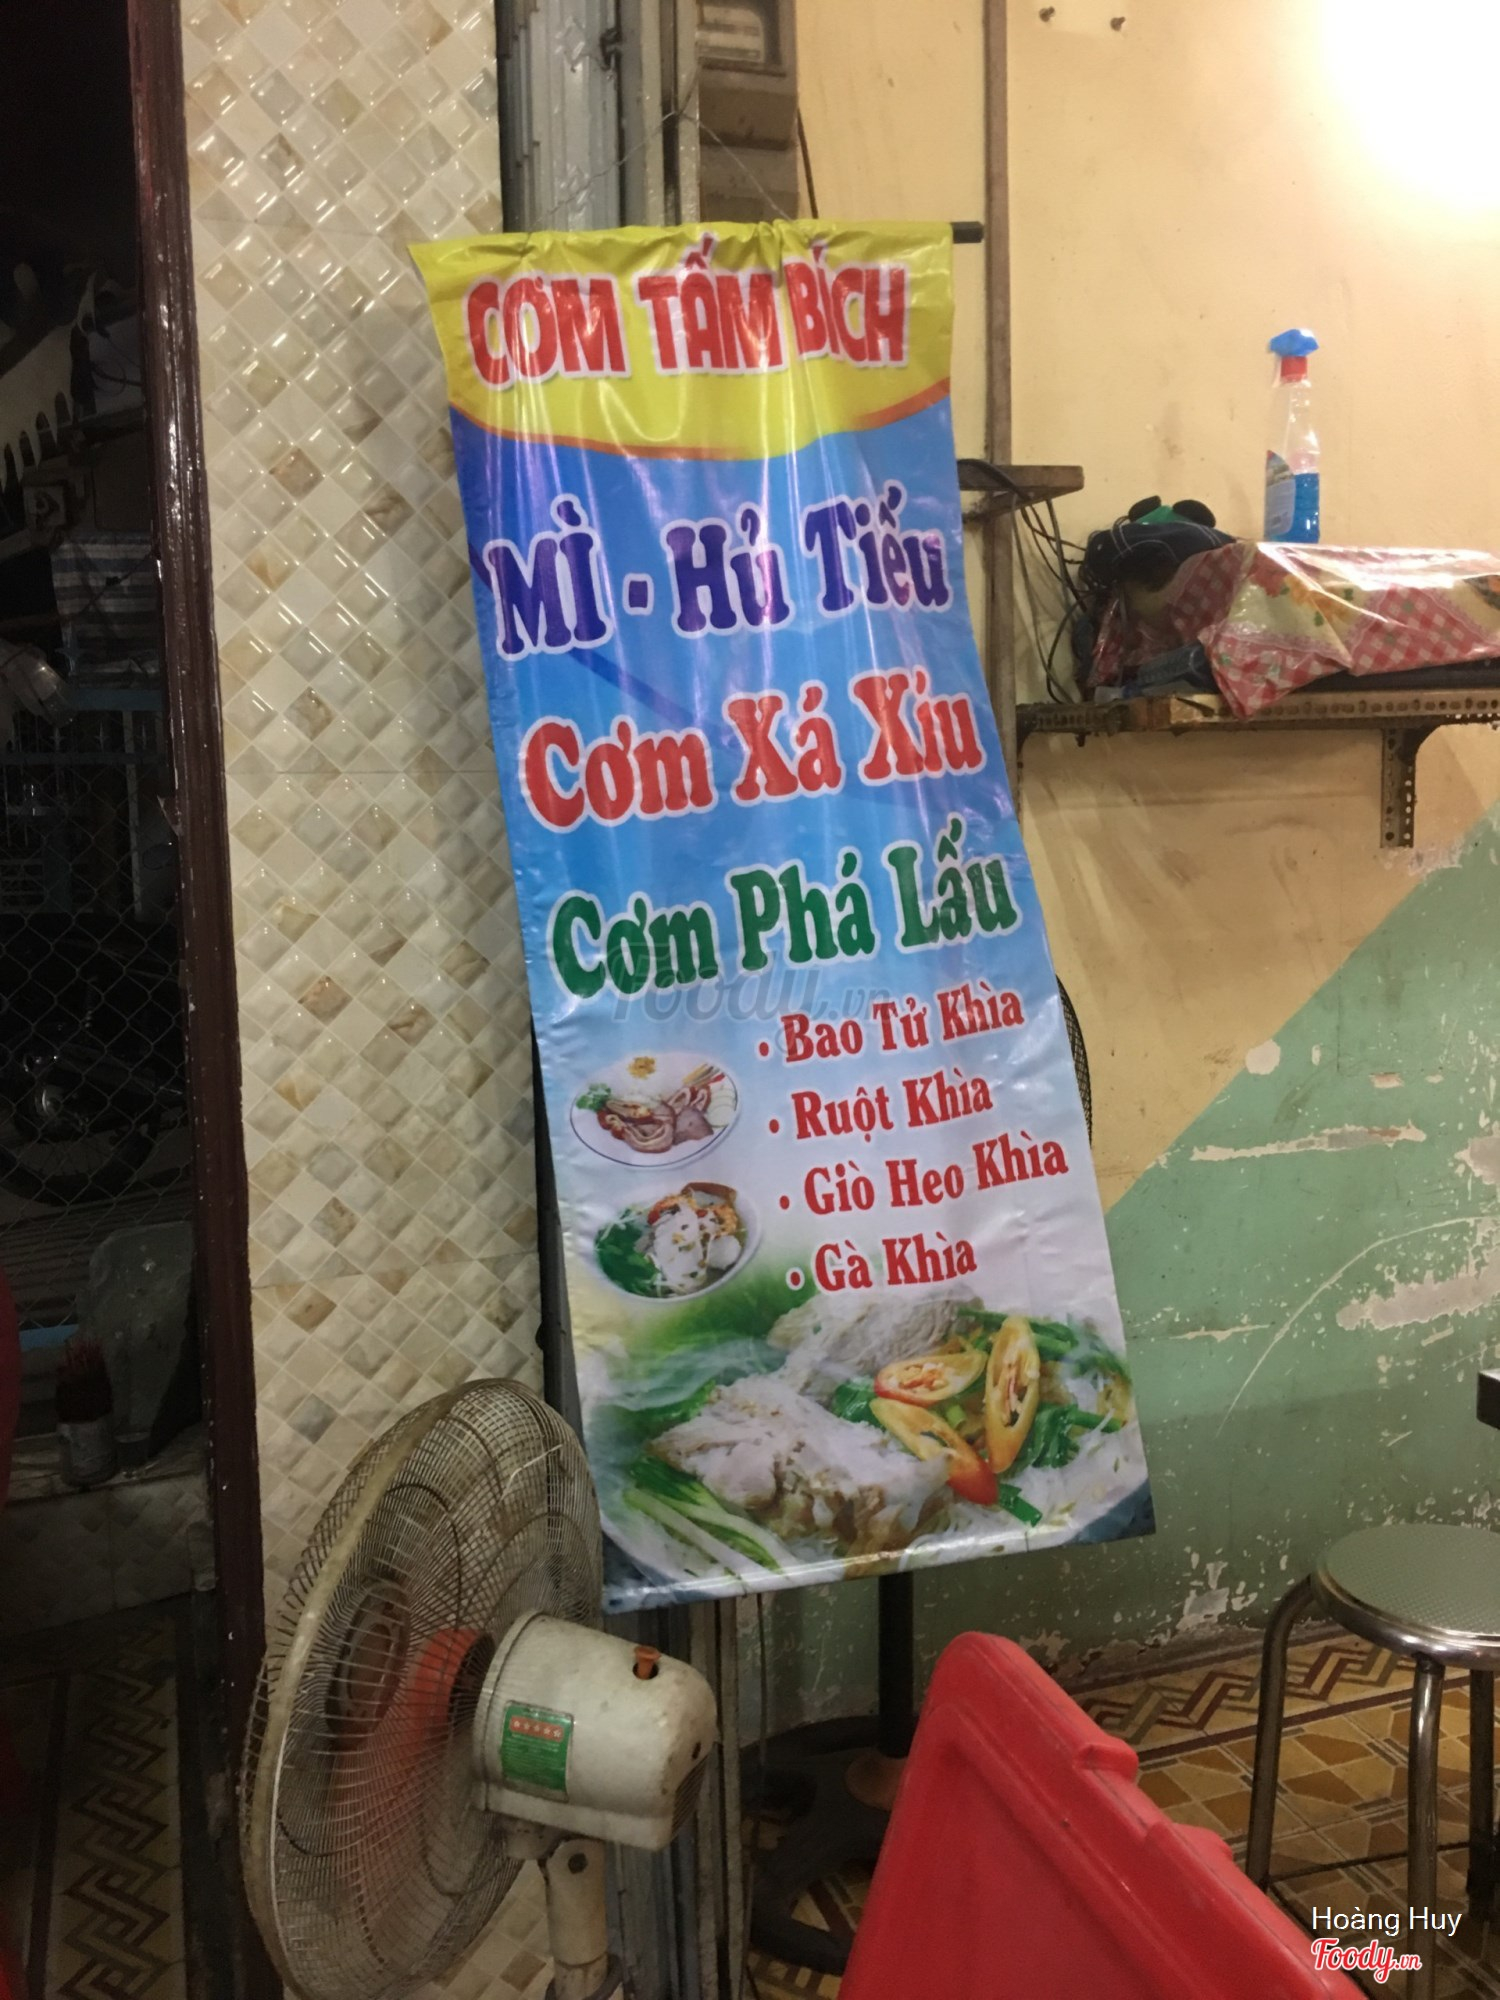 CƠM TẤM BÍCH
MÌ - Hủ Tiếu
Cơm Xá Xíu
Cơm Phá Lấu
• Bao Tử Khìa
• Ruột Khìa
• Giò Heo Khìa
• Gà Khìa
Foody.vn
Hoàng Huy
Foody.vn